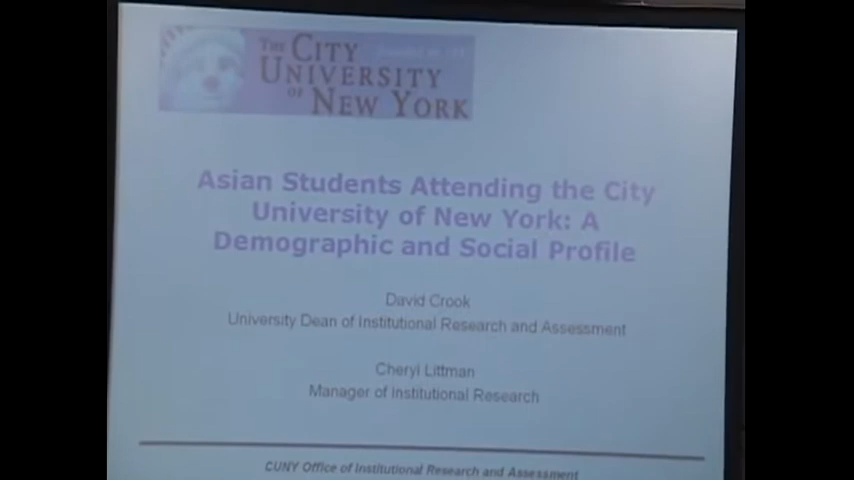 THE CITY
UNIVERSITY
OF NEW YORK
Asian Students Attending the City
University of New York: A
Demographic and Social Profile
David Crook
University Dean of Institutional Research and Assessment
Cheryl Littman
Manager of Institutional Research
CUNY Office of Institutional Research and Assessment